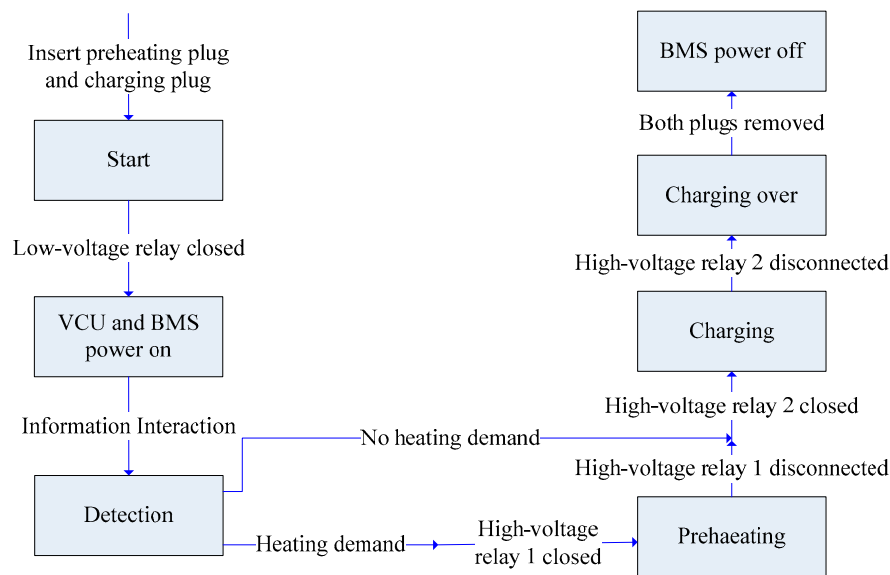 Insert preheating plug
and charging plug
Start
Low-voltage relay closed
VCU and BMS
power on
Information Interaction
Detection
No heating demand
Heating demand
High-voltage
relay 1 closed
Prehaeating
High-voltage relay 1 disconnected
High-voltage relay 2 closed
Charging
High-voltage relay 2 disconnected
Charging over
Both plugs removed
BMS power off